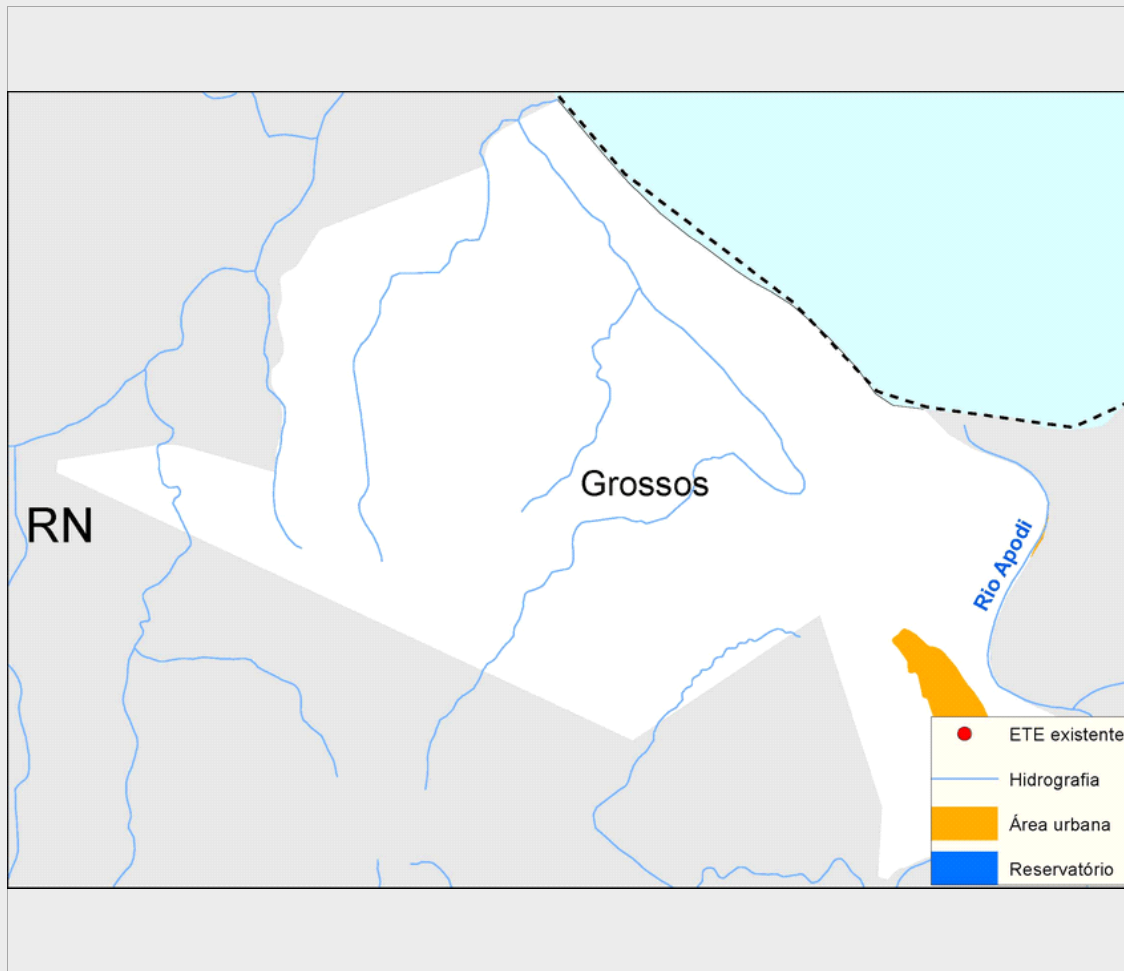 Grossos
RN
Rio Apodi
ETE existente
Hidrografia
Área urbana
Reservatório